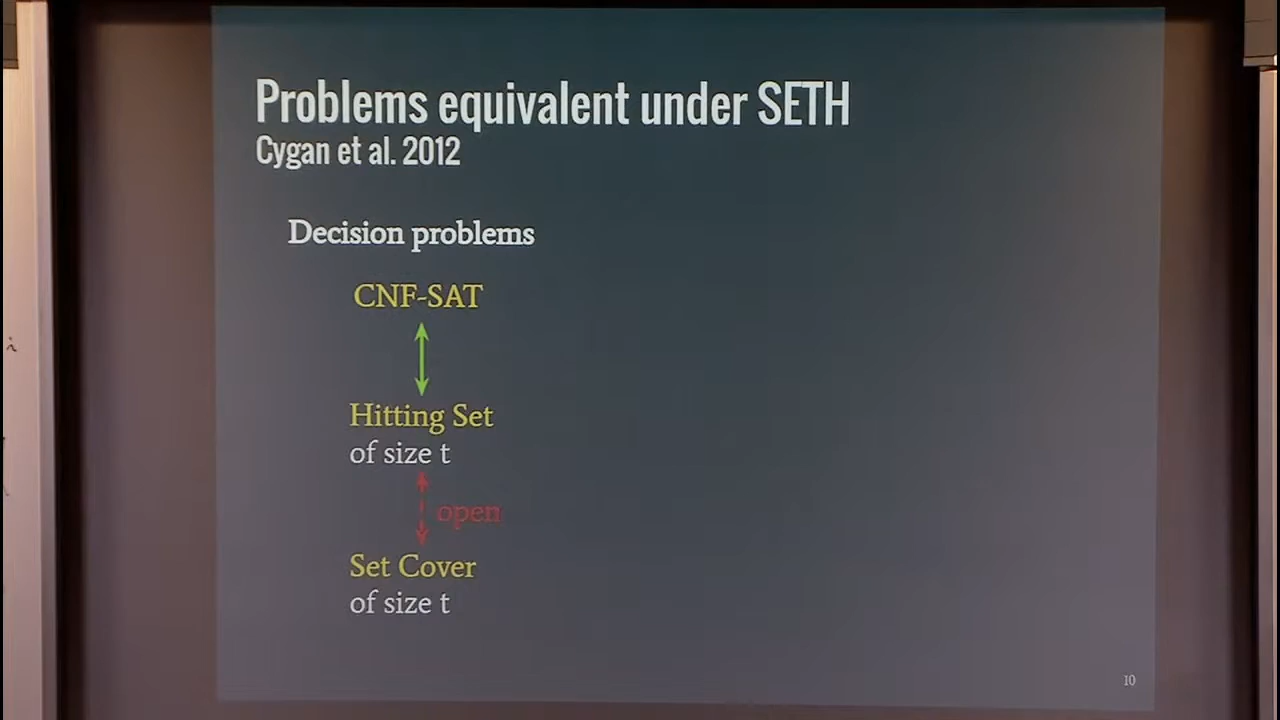 Problems equivalent under SETH
Cygan et al. 2012
Decision problems
CNF-SAT
Hitting Set
of size t
open
Set Cover
of size t
10